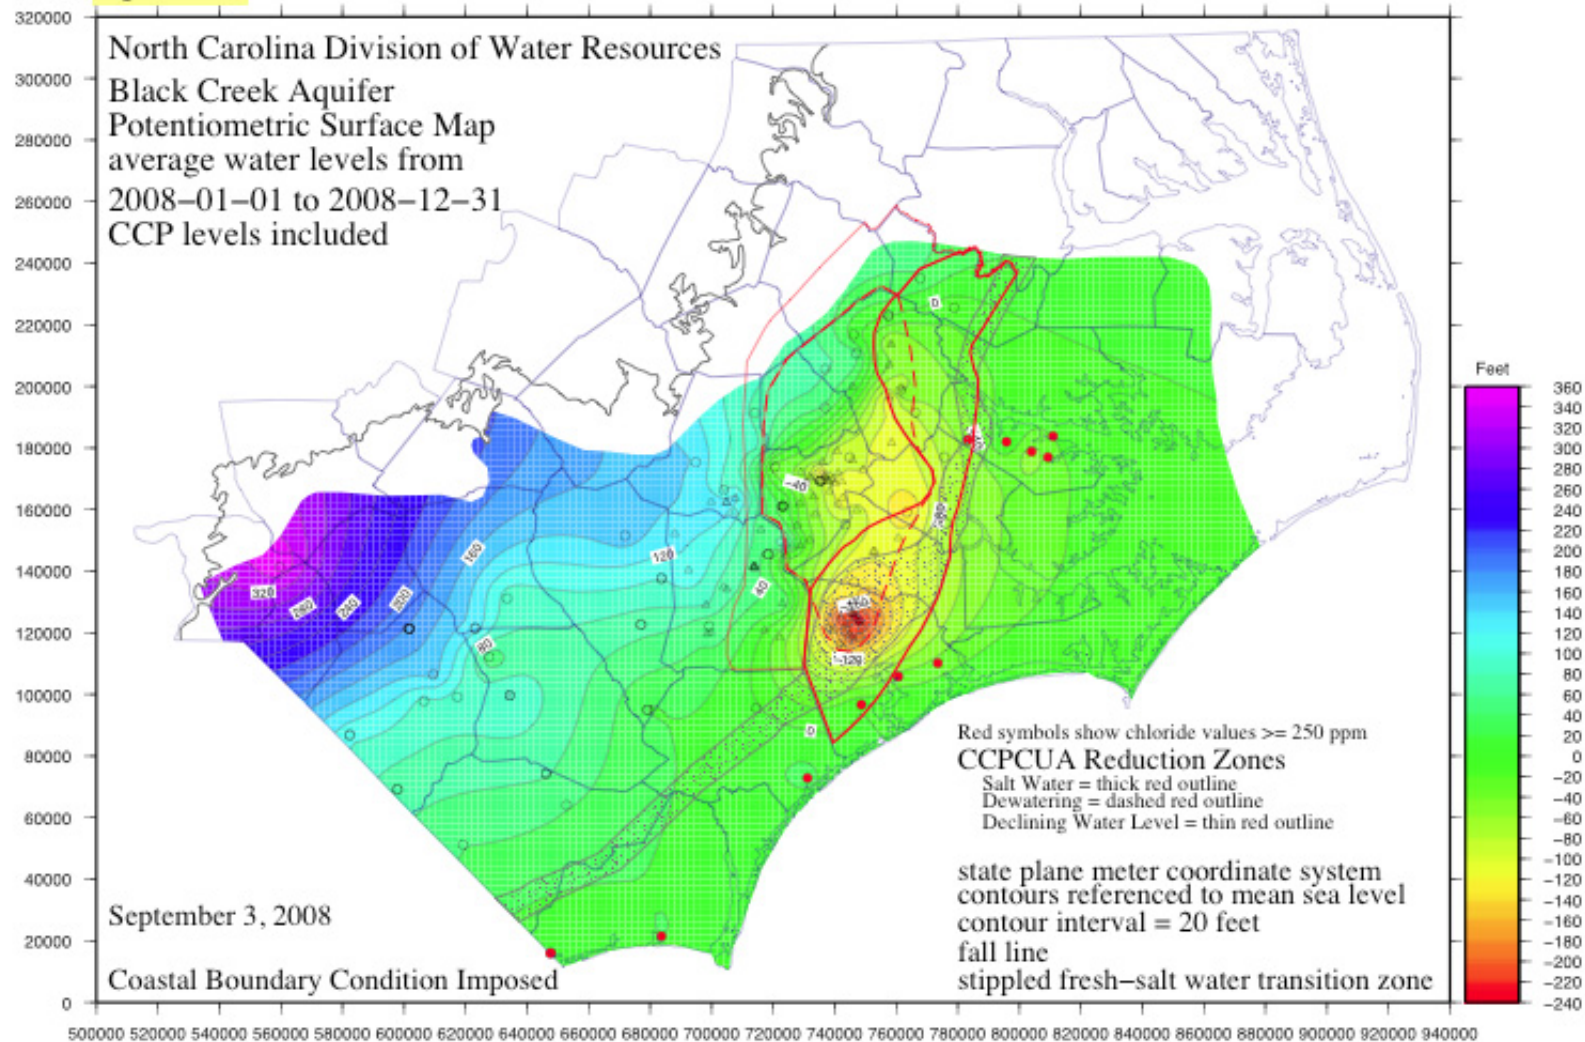 North Carolina Division of Water Resources
Black Creek Aquifer
Potentiometric Surface Map
average water levels from
2008-01-01 to 2008-12-31
CCP levels included
320000
300000
280000
260000
240000
220000
200000
180000
160000
140000
120000
100000
80000
60000
40000
20000
0
0
-40
120
160
40
320
240
200
80
-120
0
Feet
360
340
320
300
280
260
240
220
200
180
160
140
120
100
80
60
40
20
0
-20
-40
-60
-80
-100
-120
-140
-160
-180
-200
-220
-240
Red symbols show chloride values >= 250 ppm
CCPCUA Reduction Zones
Salt Water = thick red outline
Dewatering = dashed red outline
Declining Water Level = thin red outline
state plane meter coordinate system
contours referenced to mean sea level
contour interval = 20 feet
fall line
stippled fresh-salt water transition zone
September 3, 2008
Coastal Boundary Condition Imposed
500000 520000 540000 560000 580000 600000 620000 640000 660000 680000 700000 720000 740000 760000 780000 800000 820000 840000 860000 880000 900000 920000 940000